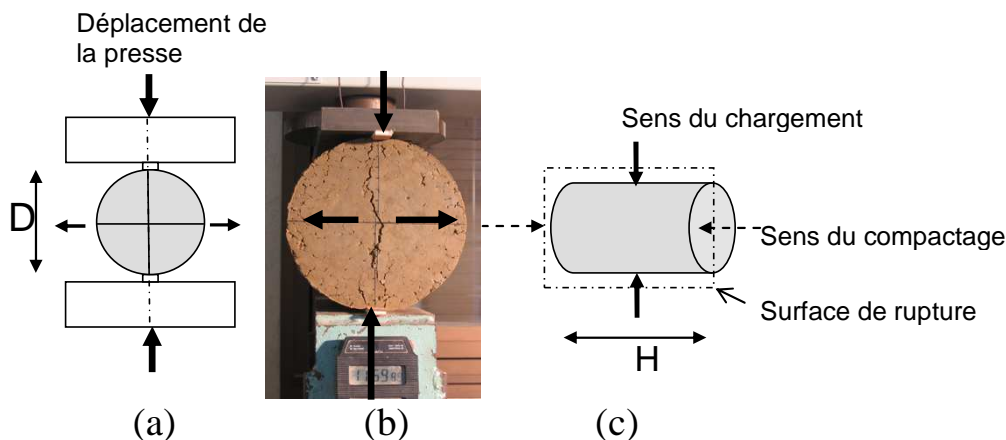 Déplacement de
la presse
D
Sens du chargement
Sens du compactage
Surface de rupture
H
(a)
(b)
(c)